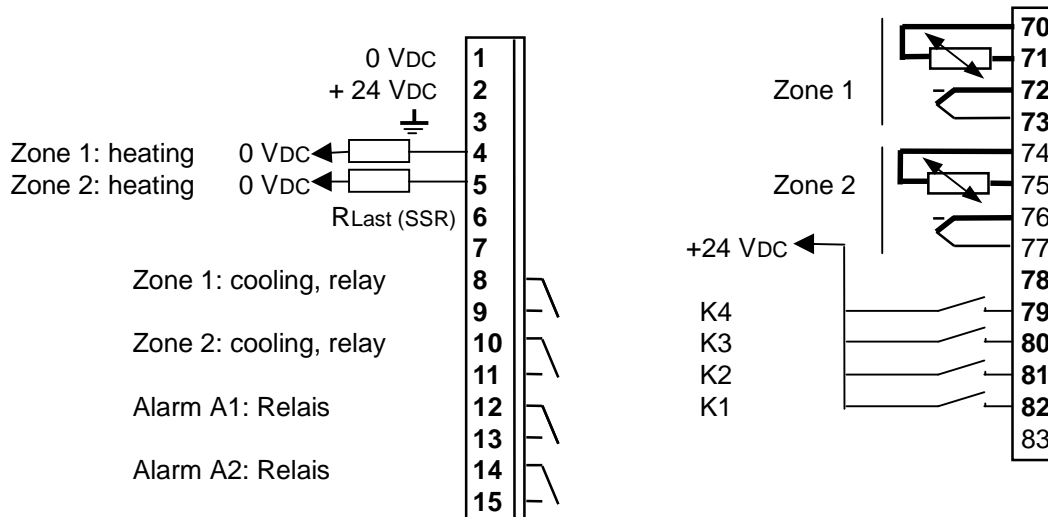 0 VDC 1
+ 24 VDC 2
3
Zone 1: heating 0 VDC 4
Zone 2: heating 0 VDC 5
RLast (SSR) 6
7
Zone 1: cooling, relay 8
9
Zone 2: cooling, relay 10
11
Alarm A1: Relais 12
13
Alarm A2: Relais 14
15
70
71
Zone 1 - 72
73
74
Zone 2 75
- 76
+24 VDC 77
78
K4 79
K3 80
K2 81
K1 82
83